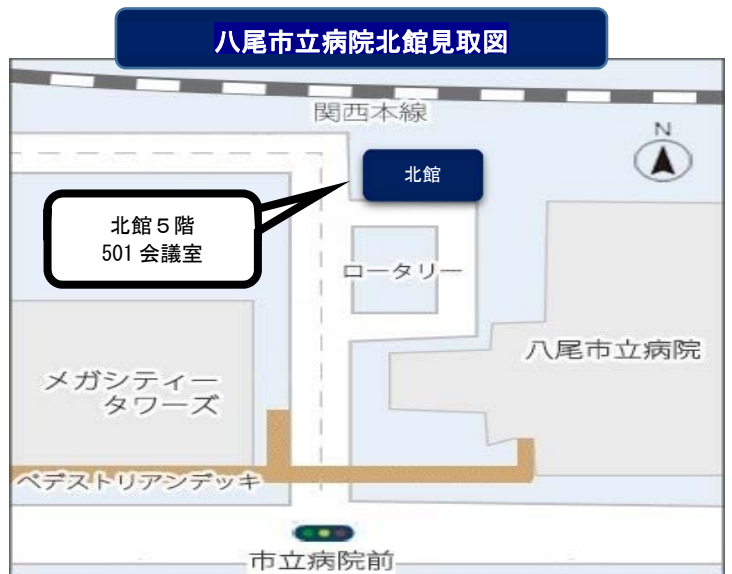 八尾市立病院北館見取図
関西本線
N
北館
北館５階
501 会議室
ロータリー
八尾市立病院
メガシティー
タワーズ
ペデストリアンデッキ
市立病院前